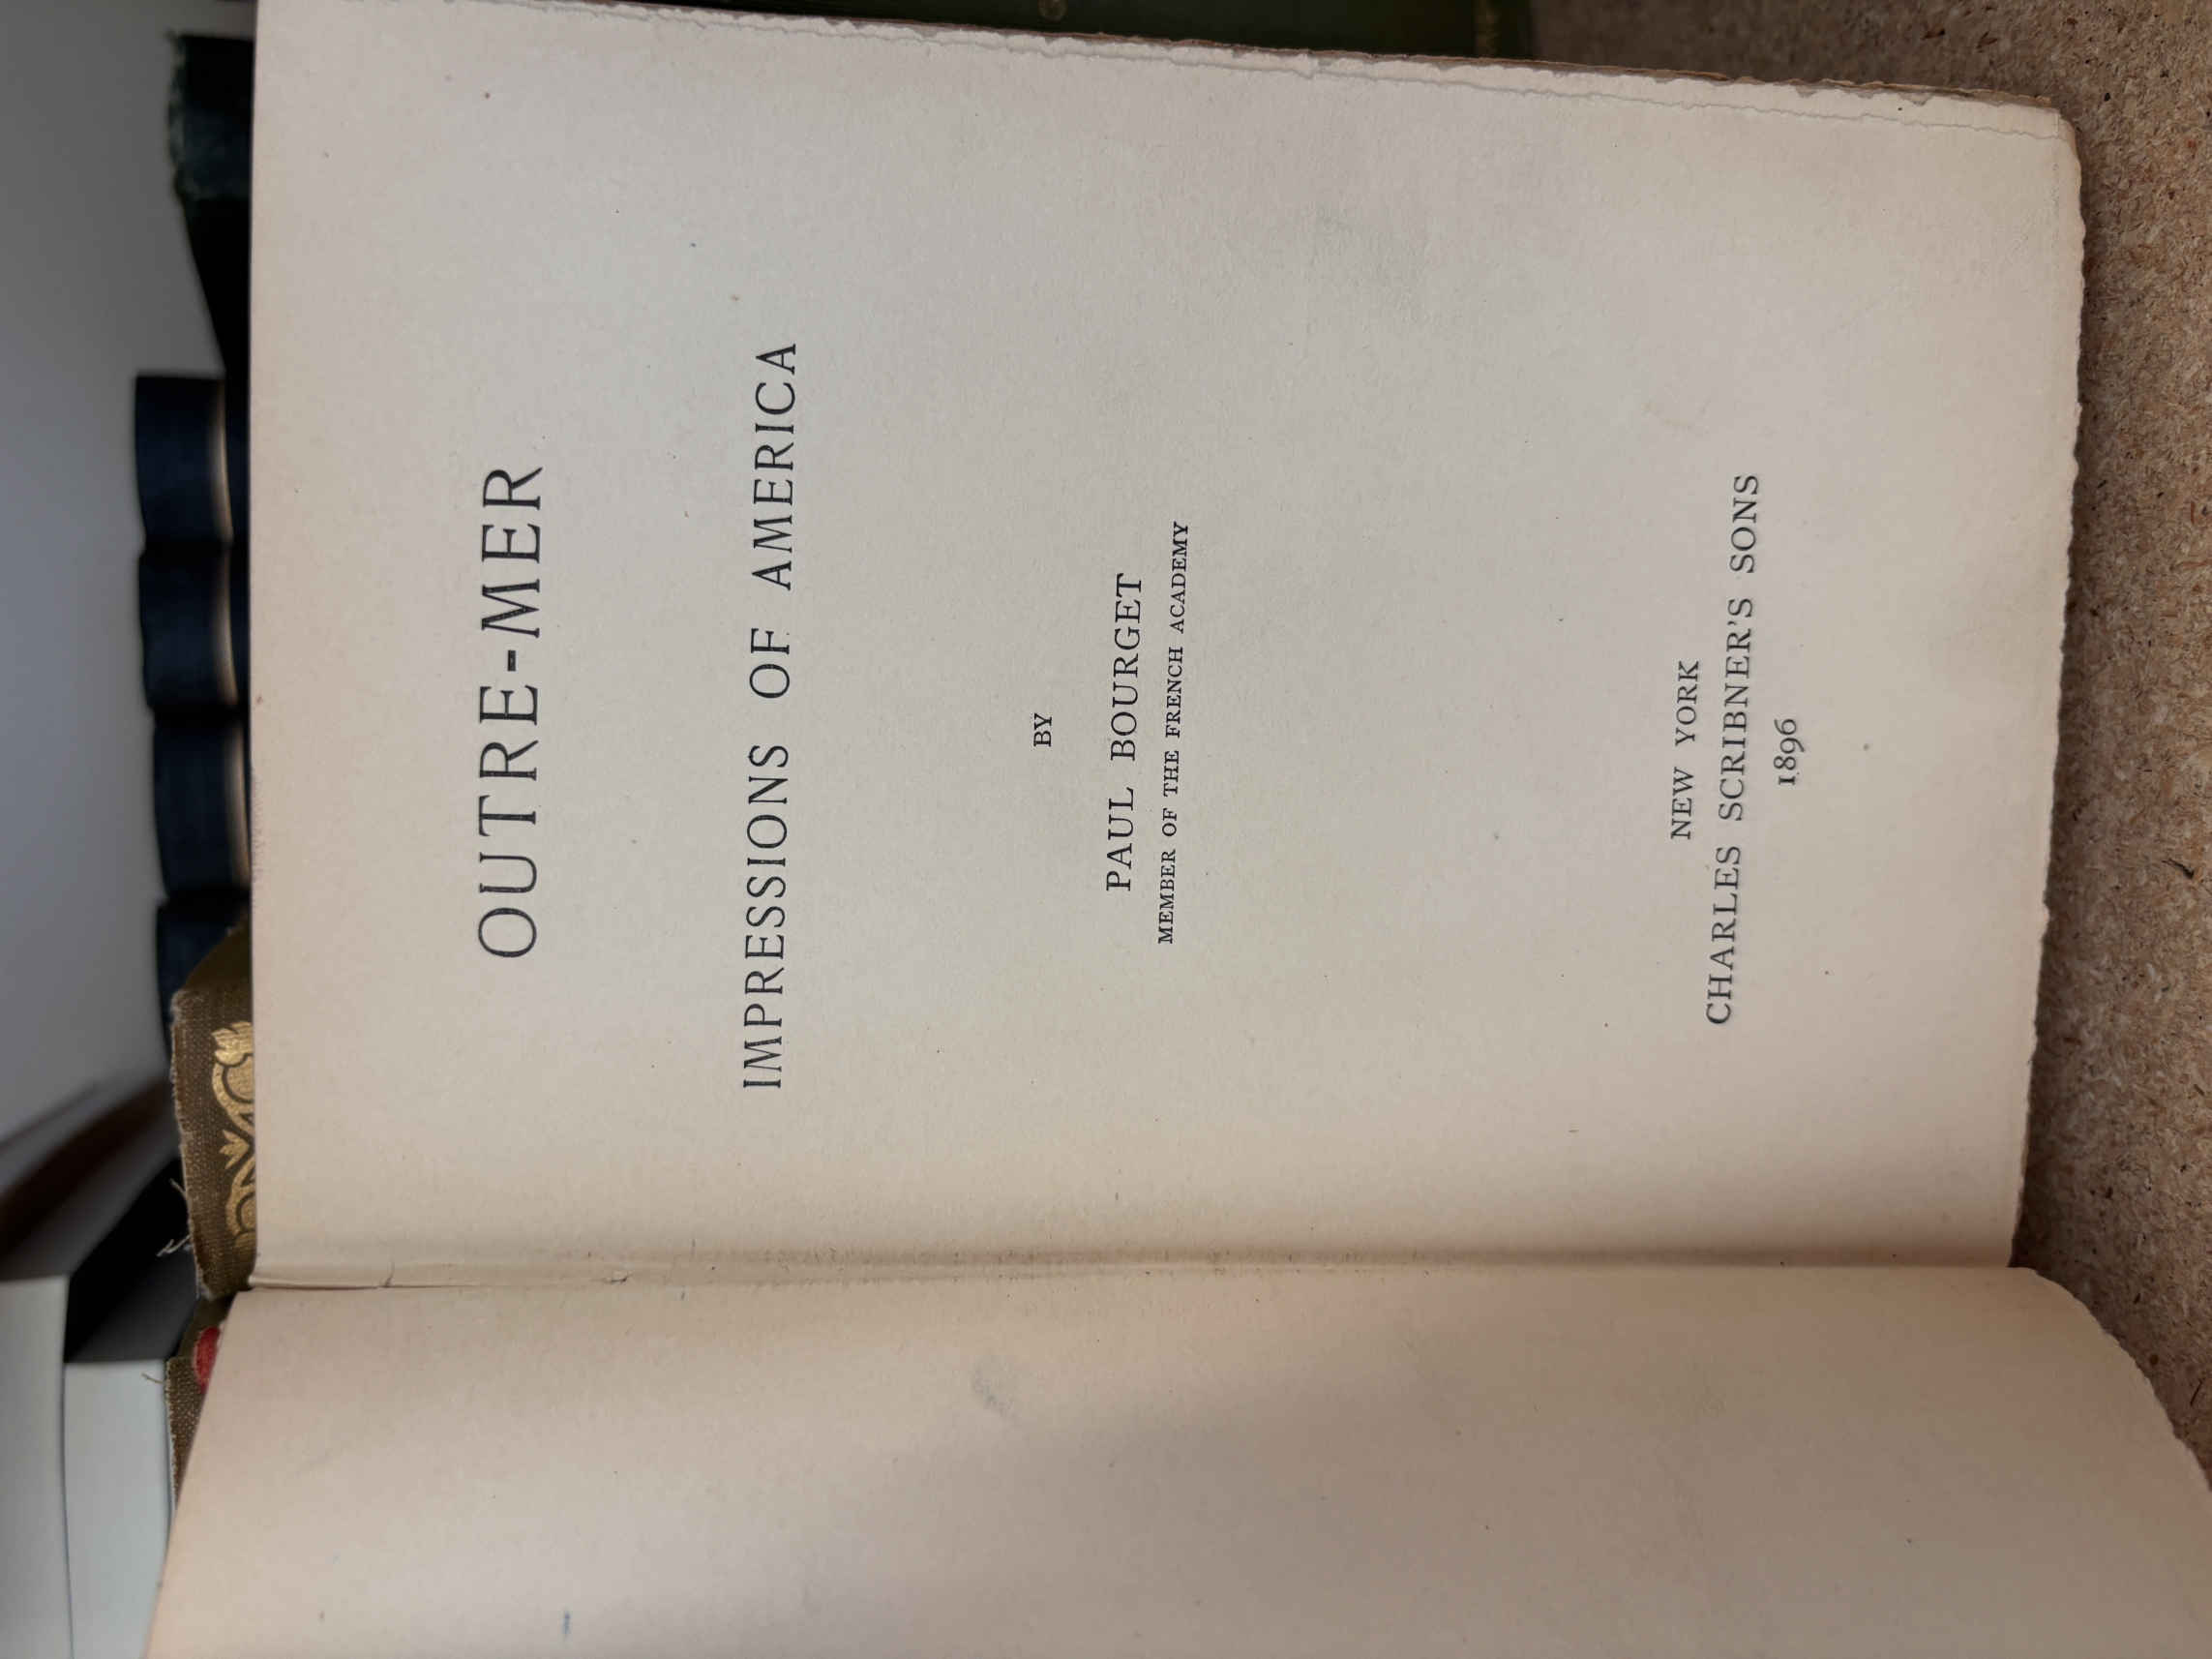 OUTRE-MER
IMPRESSIONS OF AMERICA
BY
PAUL BOURGET
MEMBER OF THE FRENCH ACADEMY
NEW YORK
CHARLES SCRIBNER'S SONS
1896